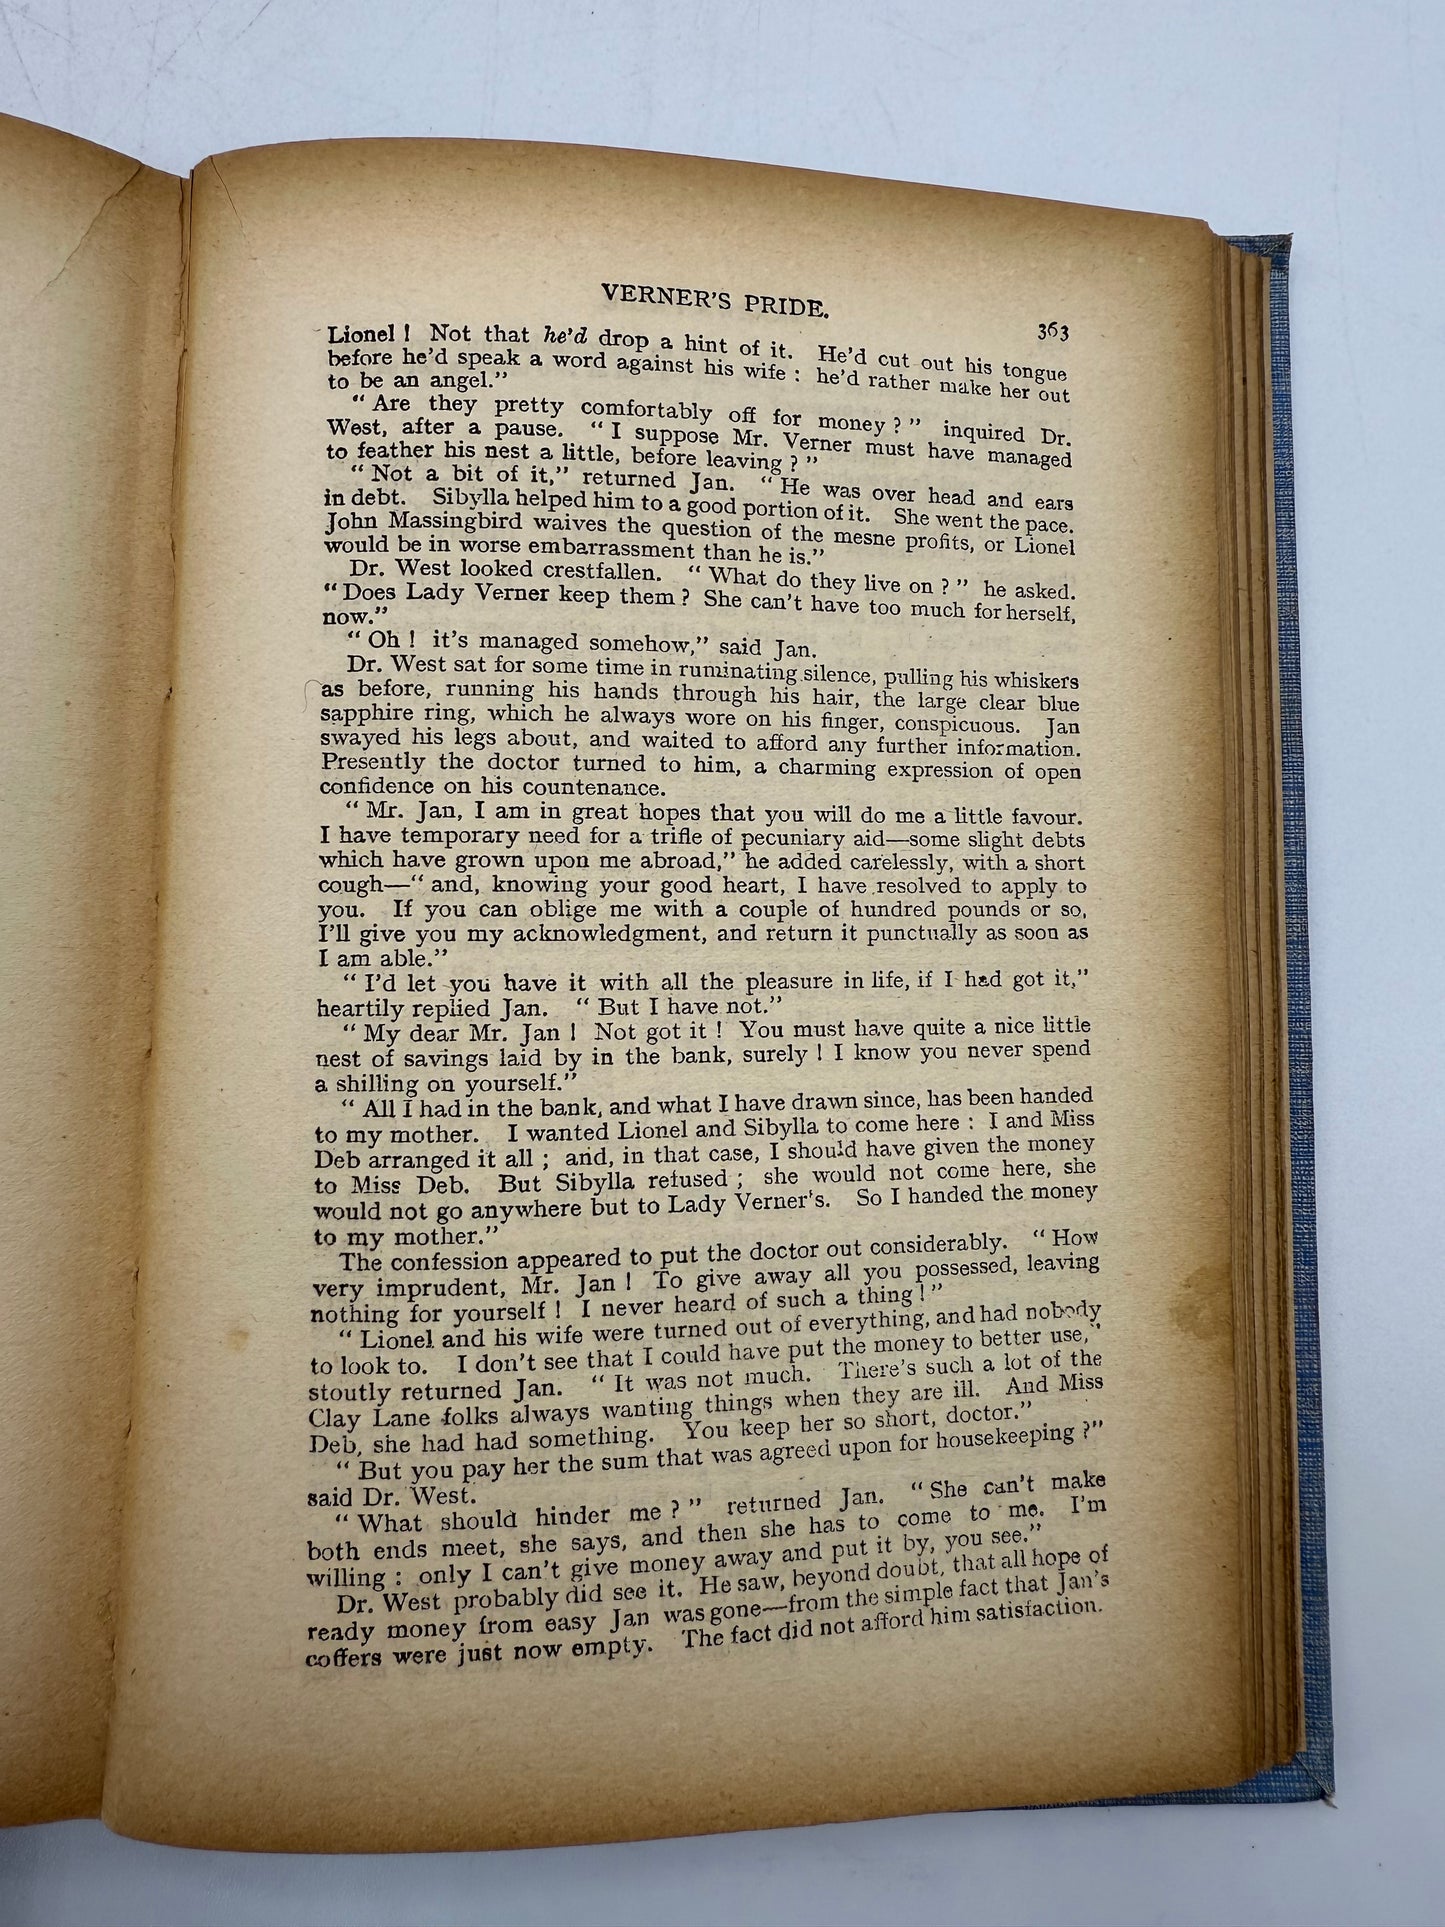 VERNER'S PRIDE.
363
Lionel ! Not that he'd drop a hint of it. He'd cut out his tongue
before he'd speak a word against his wife : he'd rather make her out
to be an angel."
" Are they pretty comfortably off for money ? " inquired Dr.
West, after a pause. " I suppose Mr. Verner must have managed
to feather his nest a little, before leaving ? "
" Not a bit of it," returned Jan. " He was over head and ears
in debt. Sibylla helped him to a good portion of it. She went the pace.
John Massingbird waives the question of the mesne profits, or Lionel
would be in worse embarrassment than he is."
Dr. West looked crestfallen. " What do they live on ? " he asked.
" Does Lady Verner keep them ? She can't have too much for herself,
now."
" Oh ! it's managed somehow," said Jan.
Dr. West sat for some time in ruminating silence, pulling his whiskers
as before, running his hands through his hair, the large clear blue
sapphire ring, which he always wore on his finger, conspicuous. Jan
swayed his legs about, and waited to afford any further information.
Presently the doctor turned to him, a charming expression of open
confidence on his countenance.
" Mr. Jan, I am in great hopes that you will do me a little favour.
I have temporary need for a trifle of pecuniary aid—some slight debts
which have grown upon me abroad," he added carelessly, with a short
cough—" and, knowing your good heart, I have resolved to apply to
you. If you can oblige me with a couple of hundred pounds or so,
I'll give you my acknowledgment, and return it punctually as soon as
I am able."
" I'd let you have it with all the pleasure in life, if I had got it,"
heartily replied Jan. " But I have not."
" My dear Mr. Jan ! Not got it ! You must have quite a nice little
nest of savings laid by in the bank, surely ! I know you never spend
a shilling on yourself."
" All I had in the bank, and what I have drawn since, has been handed
to my mother. I wanted Lionel and Sibylla to come here : I and Miss
Deb arranged it all ; and, in that case, I should have given the money
to Miss Deb. But Sibylla refused ; she would not come here, she
would not go anywhere but to Lady Verner's. So I handed the money
to my mother."
The confession appeared to put the doctor out considerably. " How
very imprudent, Mr. Jan ! To give away all you possessed, leaving
nothing for yourself ! I never heard of such a thing ! "
" Lionel and his wife were turned out of everything, and had nobody
to look to. I don't see that I could have put the money to better use,"
stoutly returned Jan. " It was not much. There's such a lot of the
Clay Lane folks always wanting things when they are ill. And Miss
Deb, she had had something. You keep her so short, doctor."
" But you pay her the sum that was agreed upon for housekeeping ?"
said Dr. West.
" What should hinder me ? " returned Jan. " She can't make
both ends meet, she says, and then she has to come to me. I'm
willing : only I can't give money away and put it by, you see."
Dr. West probably did see it. He saw, beyond doubt, that all hope of
ready money from easy Jan was gone—from the simple fact that Jan's
coffers were just now empty. The fact did not afford him satisfaction.